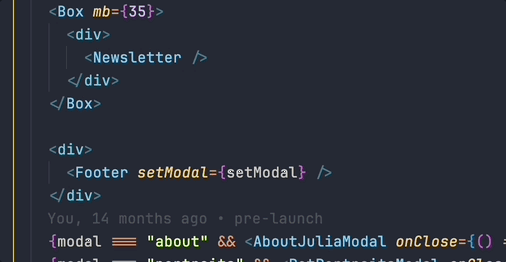 <Box mb={35}>
<div>
<Newsletter />
</div>
</Box>
<div>
<Footer setModal={setModal} />
</div>
You, 14 months ago • pre-launch
{modal === "about" && <AboutJuliaModal onClose={() =